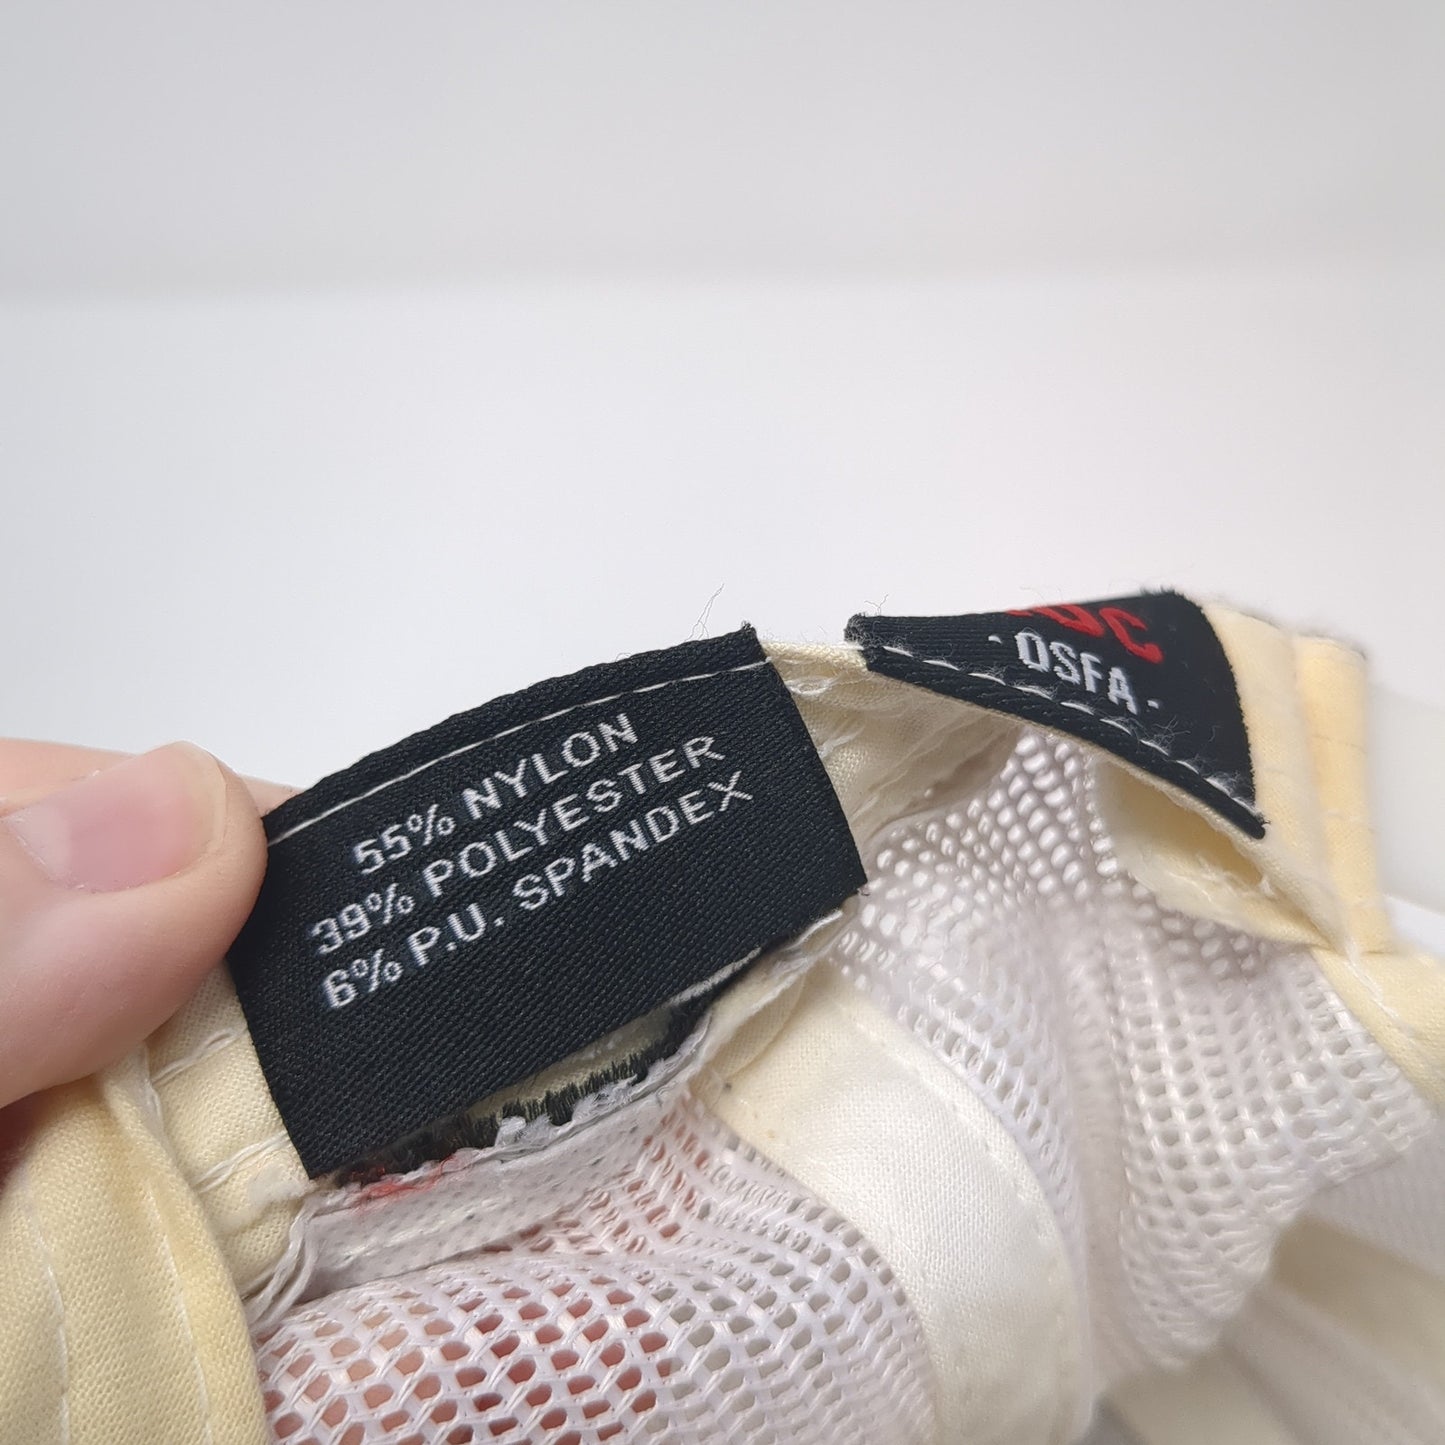 55% NYLON
39% POLYESTER
6% P.U. SPANDEX
· OSFA ·